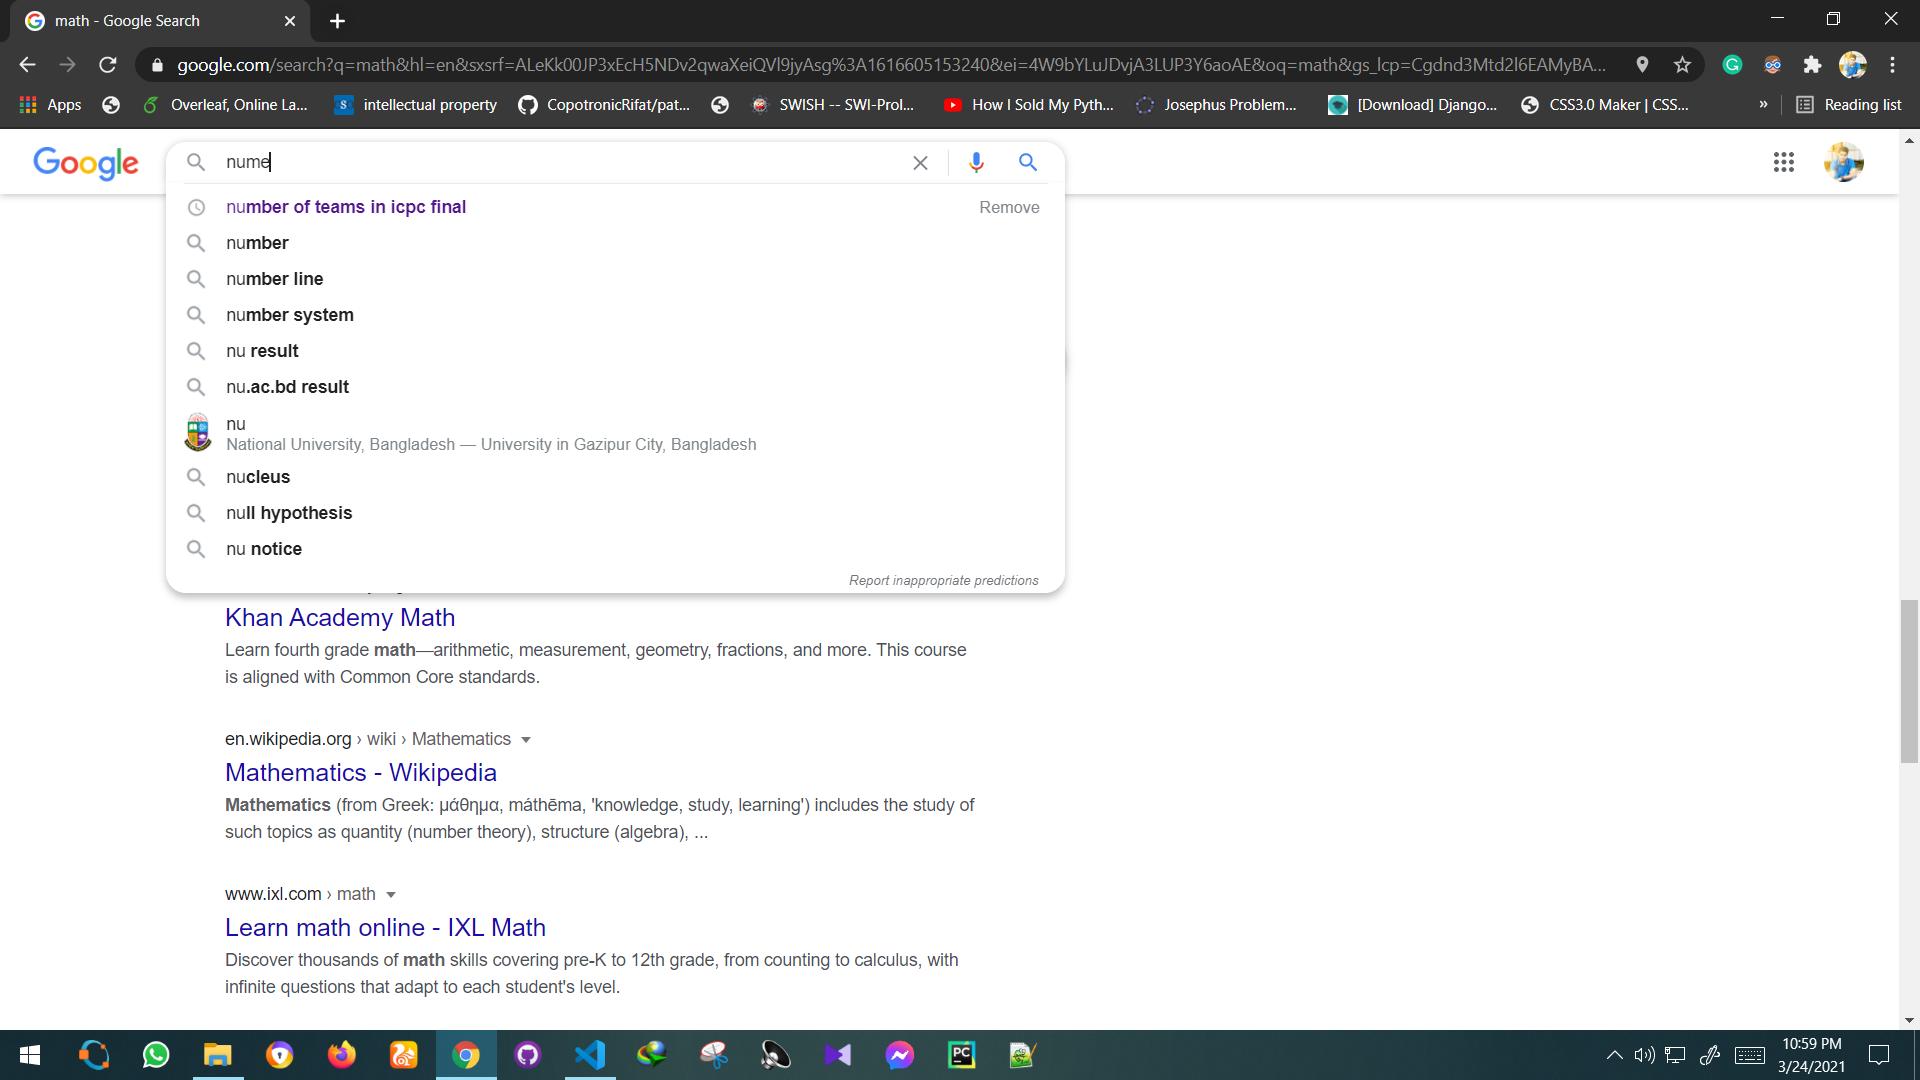 math - Google Search
google.com/search?q=math&hl=en&sxsrf=ALeKk00JP3xEcH5NDv2qwaXeiQVl9jyAsg%3A1616605153240&ei=4W9bYLuJDvjA3LUP3Y6aoAE&oq=math&gs_lcp=Cgdnd3Mtd2l6EAMyBA...
Apps Overleaf, Online La... intellectual property CopotronicRifat/pat... SWISH -- SWI-Prol... How I Sold My Pyth... Josephus Problem... [Download] Django... CSS3.0 Maker | CSS... » Reading list
Google nume
number of teams in icpc final Remove
number
number line
number system
nu result
nu.ac.bd result
nu
National University, Bangladesh — University in Gazipur City, Bangladesh
nucleus
null hypothesis
nu notice
Report inappropriate predictions
Khan Academy Math
Learn fourth grade math—arithmetic, measurement, geometry, fractions, and more. This course
is aligned with Common Core standards.
en.wikipedia.org › wiki › Mathematics
Mathematics - Wikipedia
Mathematics (from Greek: μάθημα, máthēma, 'knowledge, study, learning') includes the study of
such topics as quantity (number theory), structure (algebra), ...
www.ixl.com › math
Learn math online - IXL Math
Discover thousands of math skills covering pre-K to 12th grade, from counting to calculus, with
infinite questions that adapt to each student's level.
PC
10:59 PM
3/24/2021